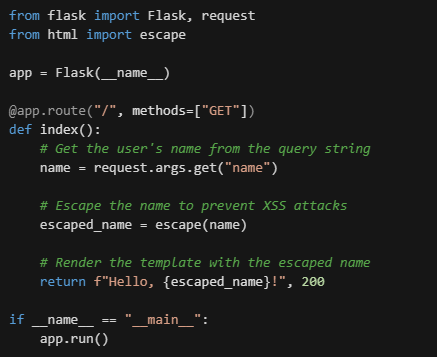 from flask import Flask, request
from html import escape

app = Flask(__name__)

@app.route("/", methods=["GET"])
def index():
    # Get the user's name from the query string
    name = request.args.get("name")

    # Escape the name to prevent XSS attacks
    escaped_name = escape(name)

    # Render the template with the escaped name
    return f"Hello, {escaped_name}!", 200

if __name__ == "__main__":
    app.run()